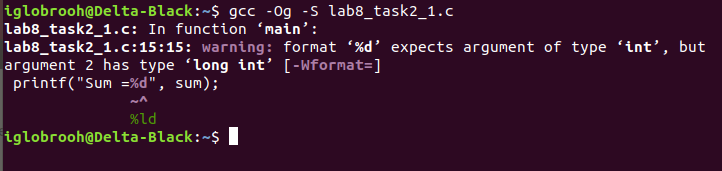 iglobrooh@Delta-Black:~$ gcc -Og -S lab8_task2_1.c
lab8_task2_1.c: In function ‘main’:
lab8_task2_1.c:15:15: warning: format ‘%d’ expects argument of type ‘int’, but
argument 2 has type ‘long int’ [-Wformat=]
 printf("Sum =%d", sum);
              ~^
              %ld
iglobrooh@Delta-Black:~$